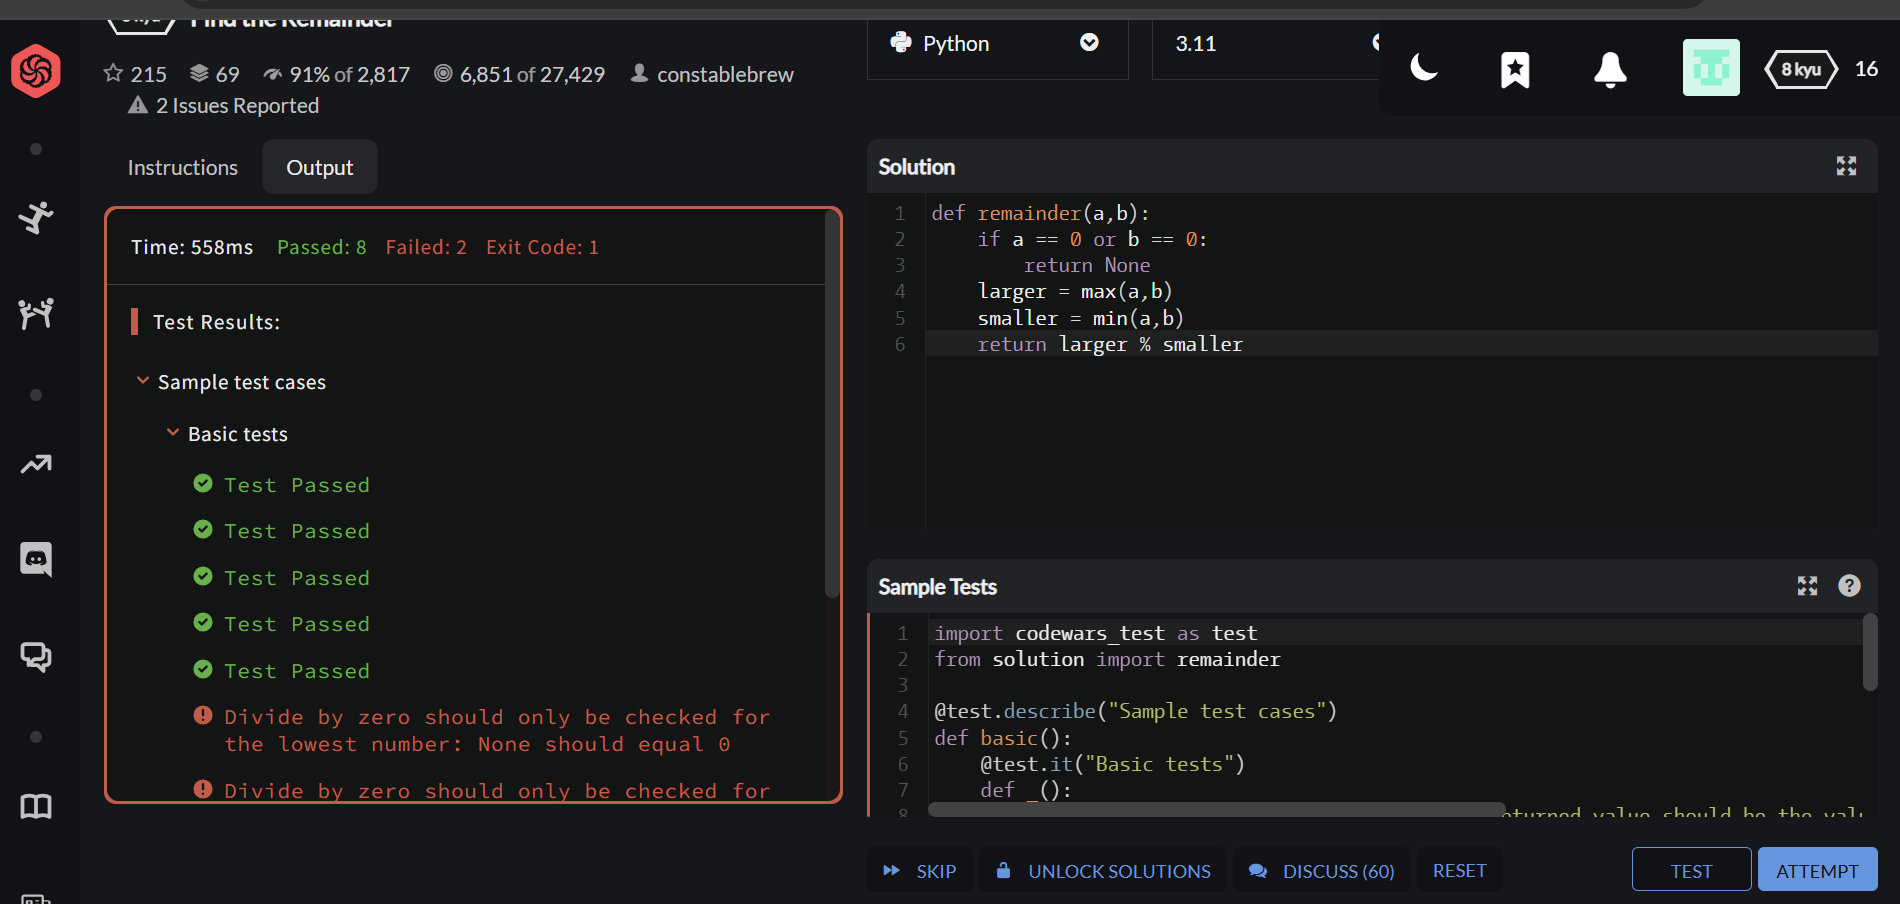 Find the Remainder
Python
3.11
8 kyu
16
215
69
91% of 2,817
6,851 of 27,429
constablebrew
2 Issues Reported
Instructions
Output
Time: 558ms Passed: 8 Failed: 2 Exit Code: 1
Test Results:
Sample test cases
Basic tests
Test Passed
Test Passed
Test Passed
Test Passed
Test Passed
Divide by zero should only be checked for
the lowest number: None should equal 0
Divide by zero should only be checked for
Solution
1 def remainder(a,b):
2     if a == 0 or b == 0:
3         return None
4     larger = max(a,b)
5     smaller = min(a,b)
6     return larger % smaller
Sample Tests
1 import codewars_test as test
2 from solution import remainder
3
4 @test.describe("Sample test cases")
5 def basic():
6     @test.it("Basic tests")
7     def _():
8 eturned value should be the valu
SKIP
UNLOCK SOLUTIONS
DISCUSS (60)
RESET
TEST
ATTEMPT